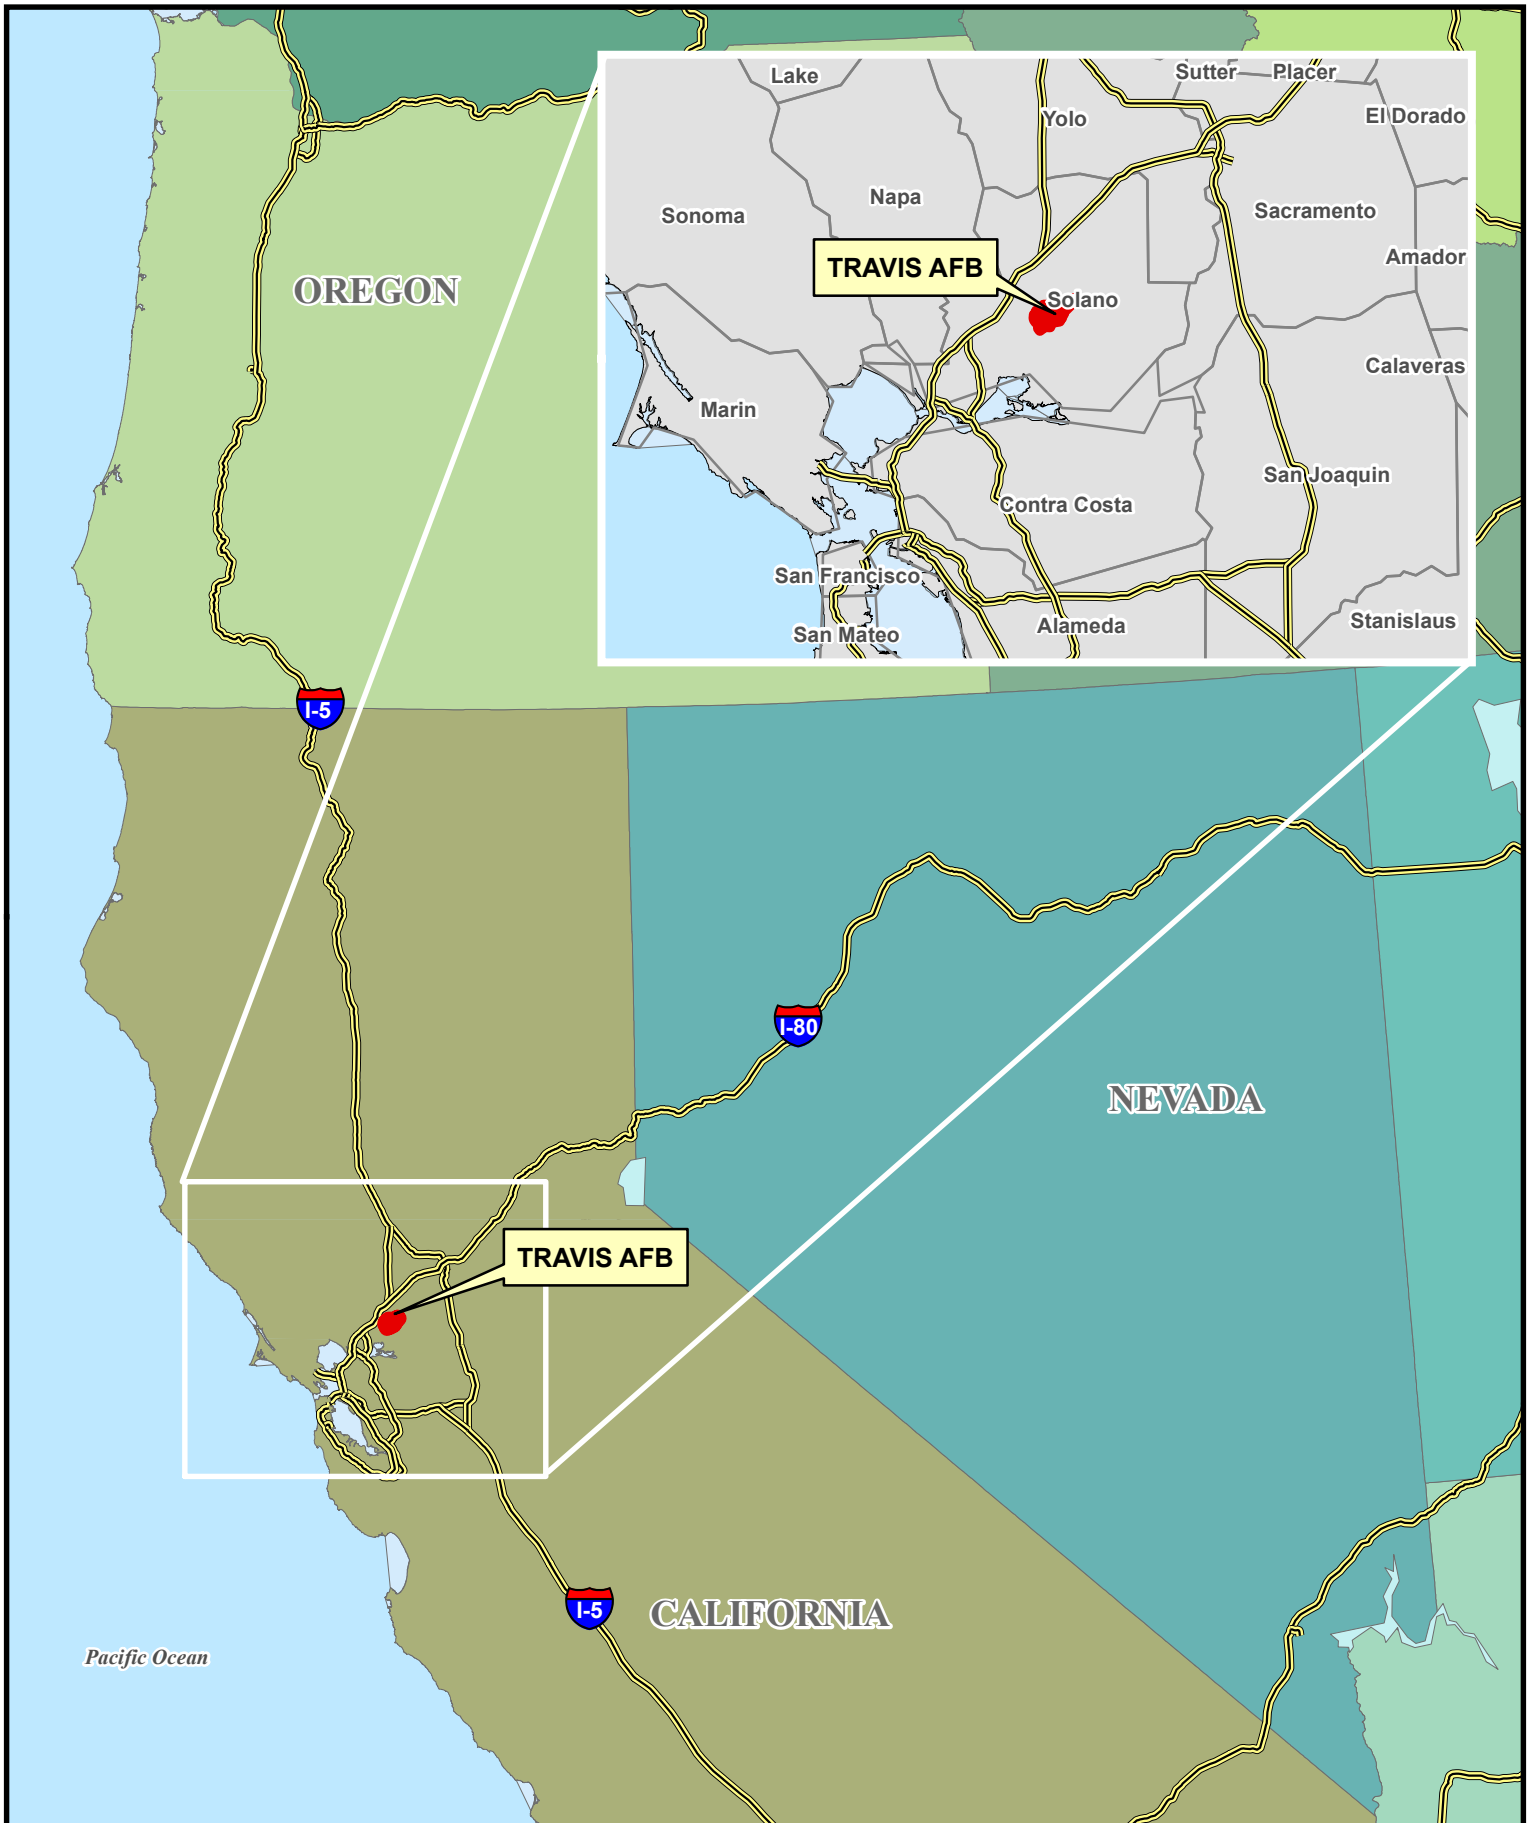 Lake
Sutter
Placer
Yolo
El Dorado
Napa
Sonoma
Sacramento
Amador
TRAVIS AFB
Solano
OREGON
Calaveras
Marin
San Joaquin
Contra Costa
San Francisco
Alameda
Stanislaus
San Mateo
I-5
I-80
NEVADA
TRAVIS AFB
I-5
CALIFORNIA
Pacific Ocean